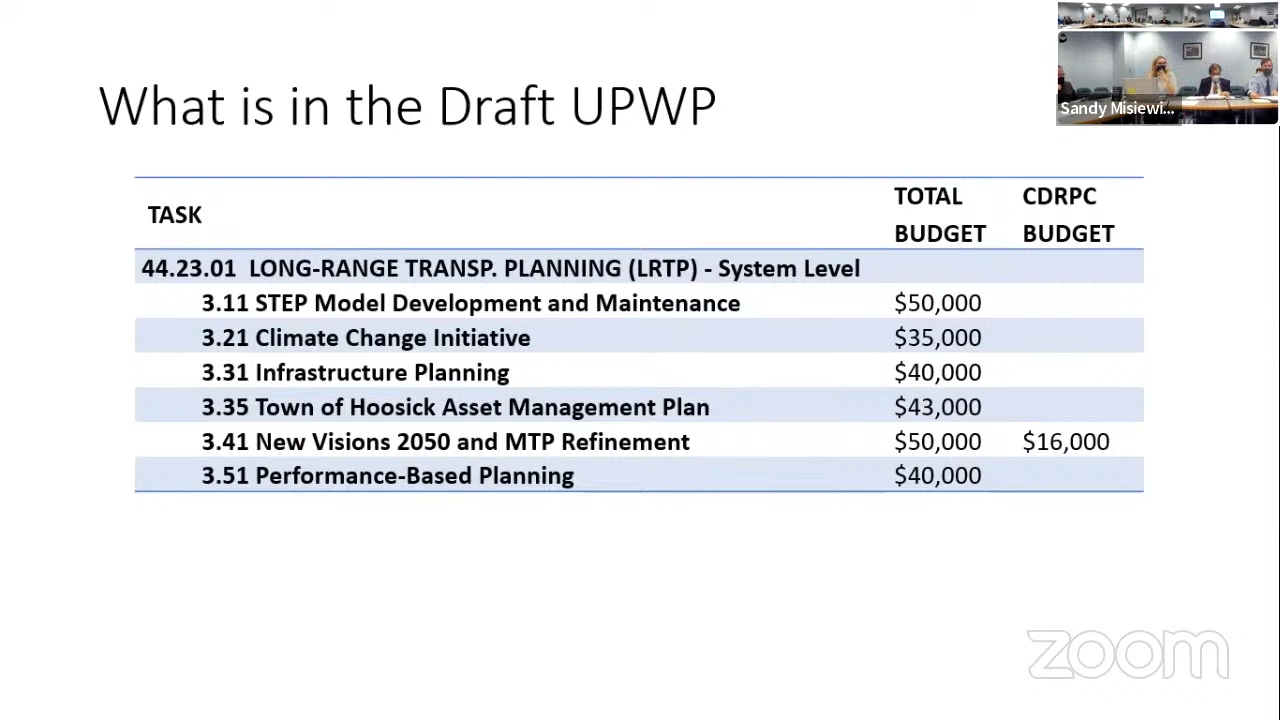 What is in the Draft UPWP
Sandy Misiewi...
TASK TOTAL BUDGET CDRPC BUDGET
44.23.01 LONG-RANGE TRANSP. PLANNING (LRTP) - System Level
3.11 STEP Model Development and Maintenance $50,000
3.21 Climate Change Initiative $35,000
3.31 Infrastructure Planning $40,000
3.35 Town of Hoosick Asset Management Plan $43,000
3.41 New Visions 2050 and MTP Refinement $50,000 $16,000
3.51 Performance-Based Planning $40,000
zoom